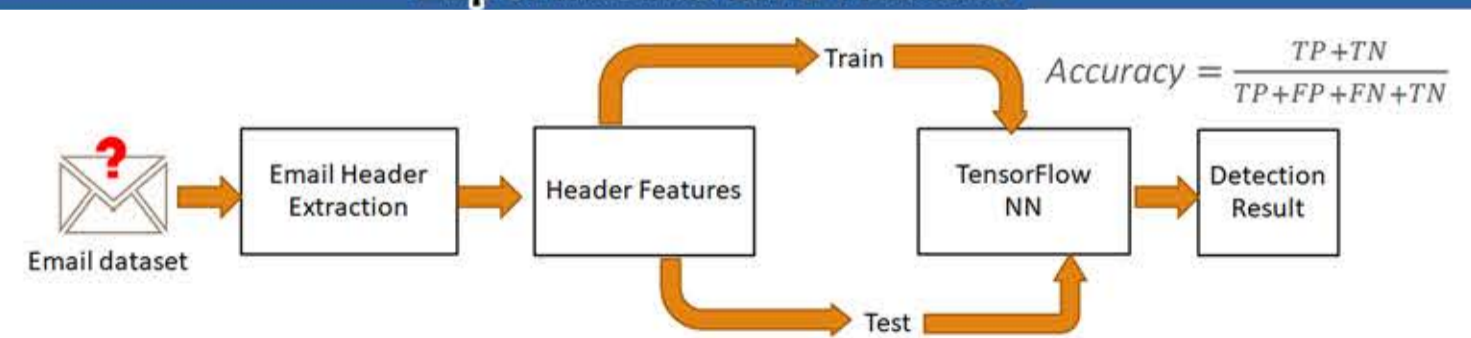 Train
Accuracy = TP+TN / TP+FP+FN+TN
?
Email Header
Extraction
Header Features
TensorFlow
NN
Detection
Result
Email dataset
Test